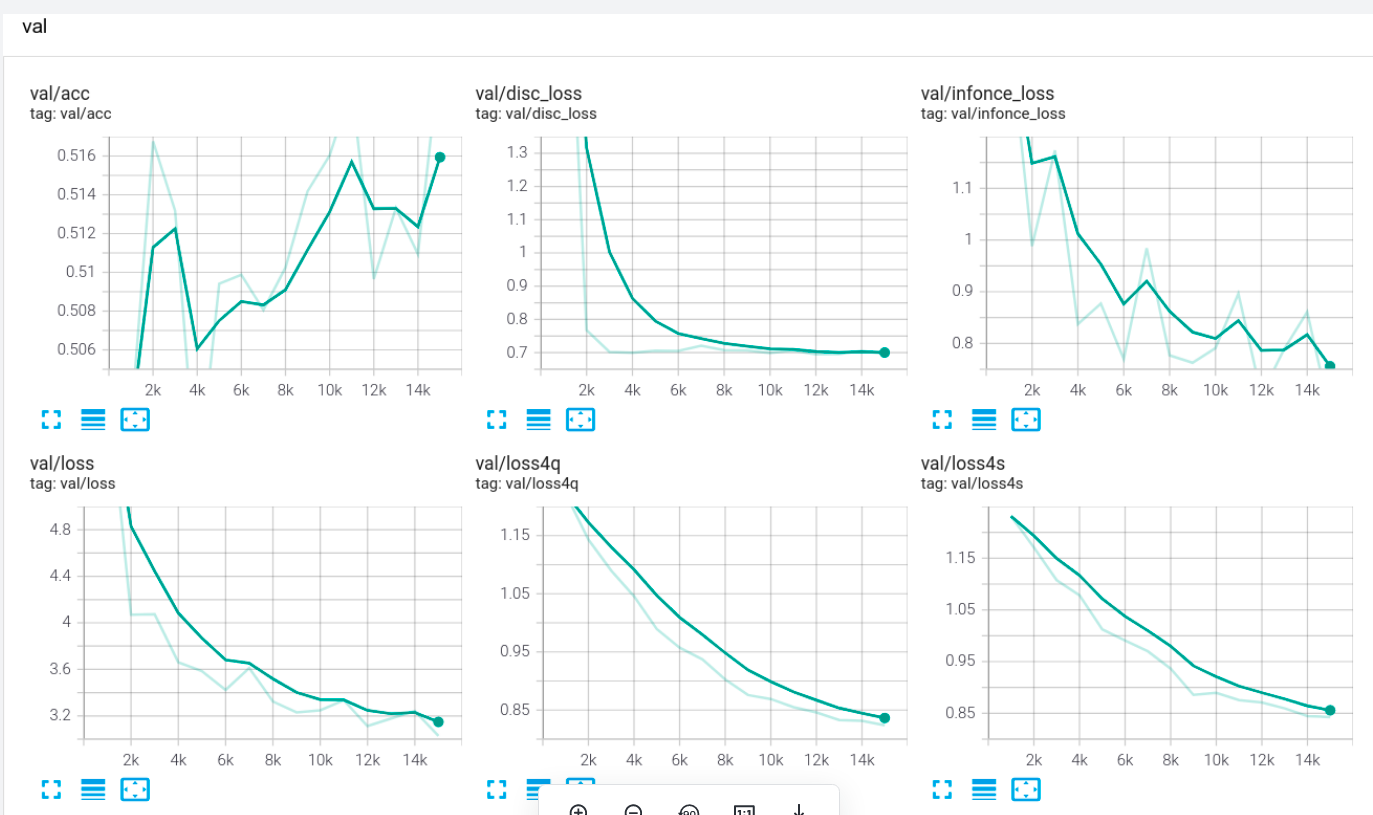 val
val/acc
tag: val/acc
0.516
0.514
0.512
0.51
0.508
0.506
2k 4k 6k 8k 10k 12k 14k
val/disc_loss
tag: val/disc_loss
1.3
1.2
1.1
1
0.9
0.8
0.7
2k 4k 6k 8k 10k 12k 14k
val/infonce_loss
tag: val/infonce_loss
1.1
1
0.9
0.8
2k 4k 6k 8k 10k 12k 14k
val/loss
tag: val/loss
4.8
4.4
4
3.6
3.2
2k 4k 6k 8k 10k 12k 14k
val/loss4q
tag: val/loss4q
1.15
1.05
0.95
0.85
2k 4k 6k 8k 10k 12k 14k
val/loss4s
tag: val/loss4s
1.15
1.05
0.95
0.85
2k 4k 6k 8k 10k 12k 14k